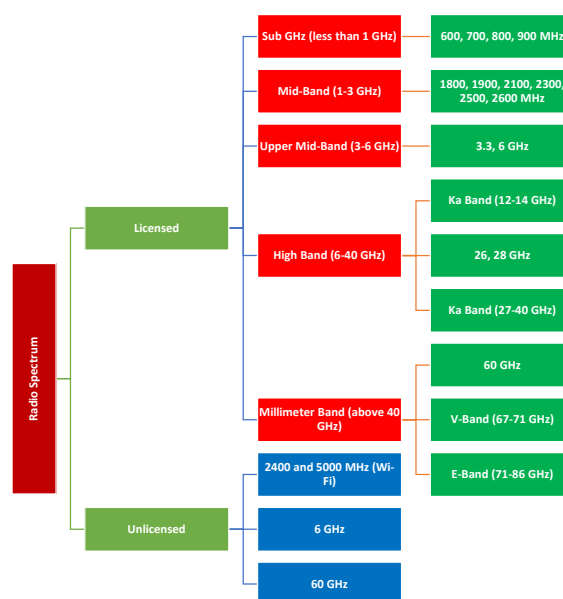 Radio Spectrum
Licensed
Sub GHz (less than 1 GHz)
600, 700, 800, 900 MHz
Mid-Band (1-3 GHz)
1800, 1900, 2100, 2300,
2500, 2600 MHz
Upper Mid-Band (3-6 GHz)
3.3, 6 GHz
High Band (6-40 GHz)
Ka Band (12-14 GHz)
26, 28 GHz
Ka Band (27-40 GHz)
Millimeter Band (above 40
GHz)
60 GHz
V-Band (67-71 GHz)
E-Band (71-86 GHz)
Unlicensed
2400 and 5000 MHz (Wi-
Fi)
6 GHz
60 GHz